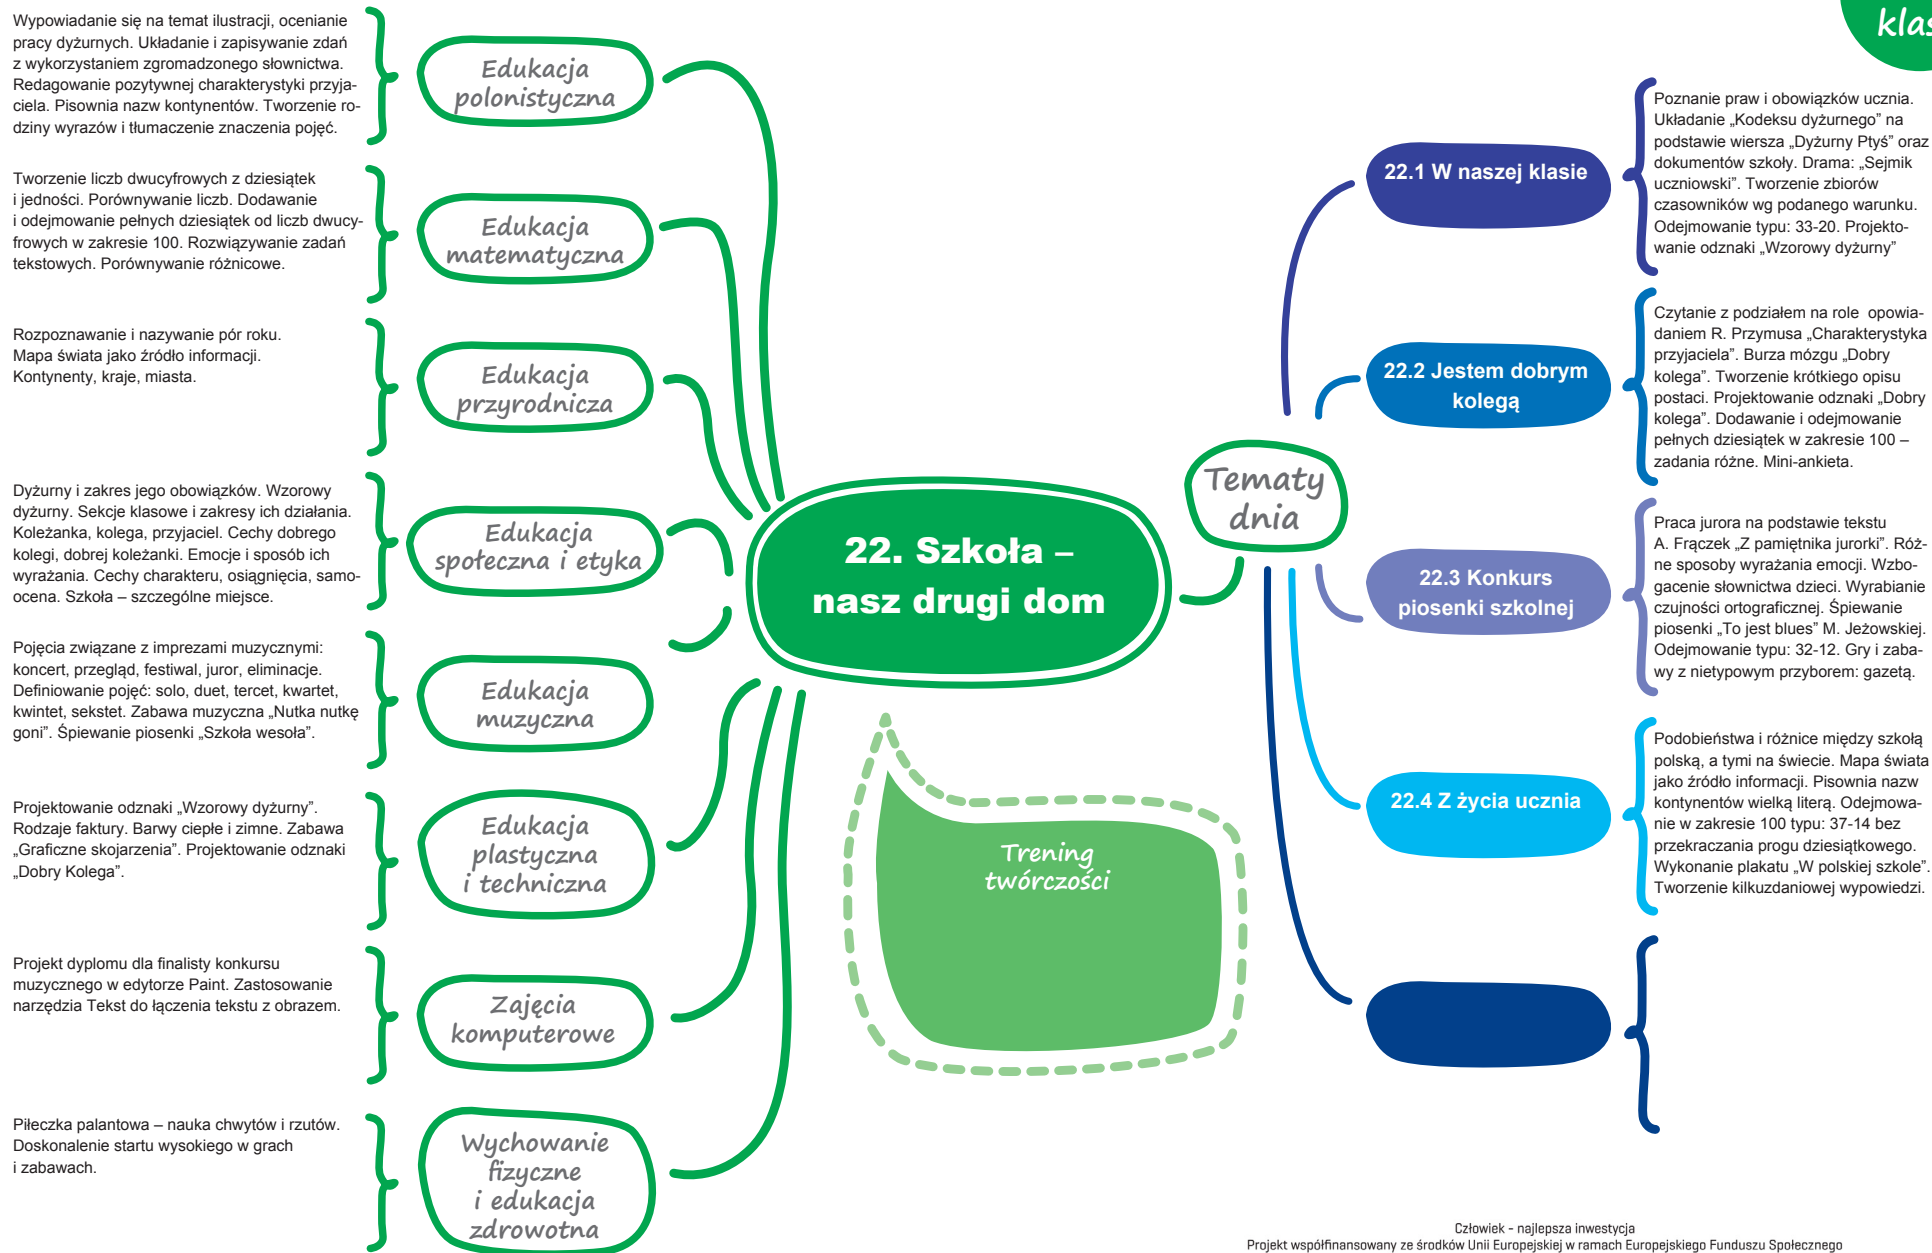 Wypowiadanie się na temat ilustracji, ocenianie
pracy dyżurnych. Układanie i zapisywanie zdań
z wykorzystaniem zgromadzonego słownictwa.
Redagowanie pozytywnej charakterystyki przyja-
ciela. Pisownia nazw kontynentów. Tworzenie ro-
dziny wyrazów i tłumaczenie znaczenia pojęć.
Edukacja
polonistyczna
Tworzenie liczb dwucyfrowych z dziesiątek
i jedności. Porównywanie liczb. Dodawanie
i odejmowanie pełnych dziesiątek od liczb dwucy-
frowych w zakresie 100. Rozwiązywanie zadań
tekstowych. Porównywanie różnicowe.
Edukacja
matematyczna
Rozpoznawanie i nazywanie pór roku.
Mapa świata jako źródło informacji.
Kontynenty, kraje, miasta.
Edukacja
przyrodnicza
Dyżurny i zakres jego obowiązków. Wzorowy
dyżurny. Sekcje klasowe i zakresy ich działania.
Koleżanka, kolega, przyjaciel. Cechy dobrego
kolegi, dobrej koleżanki. Emocje i sposób ich
wyrażania. Cechy charakteru, osiągnięcia, samo-
ocena. Szkoła – szczególne miejsce.
Edukacja
społeczna i etyka
Pojęcia związane z imprezami muzycznymi:
koncert, przegląd, festiwal, juror, eliminacje.
Definiowanie pojęć: solo, duet, tercet, kwartet,
kwintet, sekstet. Zabawa muzyczna „Nutka nutkę
goni”. Śpiewanie piosenki „Szkoła wesoła”.
Edukacja
muzyczna
Projektowanie odznaki „Wzorowy dyżurny”.
Rodzaje faktury. Barwy ciepłe i zimne. Zabawa
„Graficzne skojarzenia”. Projektowanie odznaki
„Dobry Kolega”.
Edukacja
plastyczna
i techniczna
Projekt dyplomu dla finalisty konkursu
muzycznego w edytorze Paint. Zastosowanie
narzędzia Tekst do łączenia tekstu z obrazem.
Zajęcia
komputerowe
Piłeczka palantowa – nauka chwytów i rzutów.
Doskonalenie startu wysokiego w grach
i zabawach.
Wychowanie
fizyczne
i edukacja
zdrowotna
22. Szkoła –
nasz drugi dom
Trening
twórczości
Tematy
dnia
klas
22.1 W naszej klasie
Poznanie praw i obowiązków ucznia.
Układanie „Kodeksu dyżurnego” na
podstawie wiersza „Dyżurny Ptyś” oraz
dokumentów szkoły. Drama: „Sejmik
uczniowski”. Tworzenie zbiorów
czasowników wg podanego warunku.
Odejmowanie typu: 33-20. Projekto-
wanie odznaki „Wzorowy dyżurny”
22.2 Jestem dobrym
kolegą
Czytanie z podziałem na role opowia-
daniem R. Przymusa „Charakterystyka
przyjaciela”. Burza mózgu „Dobry
kolega”. Tworzenie krótkiego opisu
postaci. Projektowanie odznaki „Dobry
kolega”. Dodawanie i odejmowanie
pełnych dziesiątek w zakresie 100 –
zadania różne. Mini-ankieta.
22.3 Konkurs
piosenki szkolnej
Praca jurora na podstawie tekstu
A. Frączek „Z pamiętnika jurorki”. Róż-
ne sposoby wyrażania emocji. Wzbo-
gacenie słownictwa dzieci. Wyrabianie
czujności ortograficznej. Śpiewanie
piosenki „To jest blues” M. Jeżowskiej.
Odejmowanie typu: 32-12. Gry i zaba-
wy z nietypowym przyborem: gazetą.
22.4 Z życia ucznia
Podobieństwa i różnice między szkołą
polską, a tymi na świecie. Mapa świata
jako źródło informacji. Pisownia nazw
kontynentów wielką literą. Odejmowa-
nie w zakresie 100 typu: 37-14 bez
przekraczania progu dziesiątkowego.
Wykonanie plakatu „W polskiej szkole”.
Tworzenie kilkuzdaniowej wypowiedzi.
Człowiek - najlepsza inwestycja
Projekt współfinansowany ze środków Unii Europejskiej w ramach Europejskiego Funduszu Społecznego